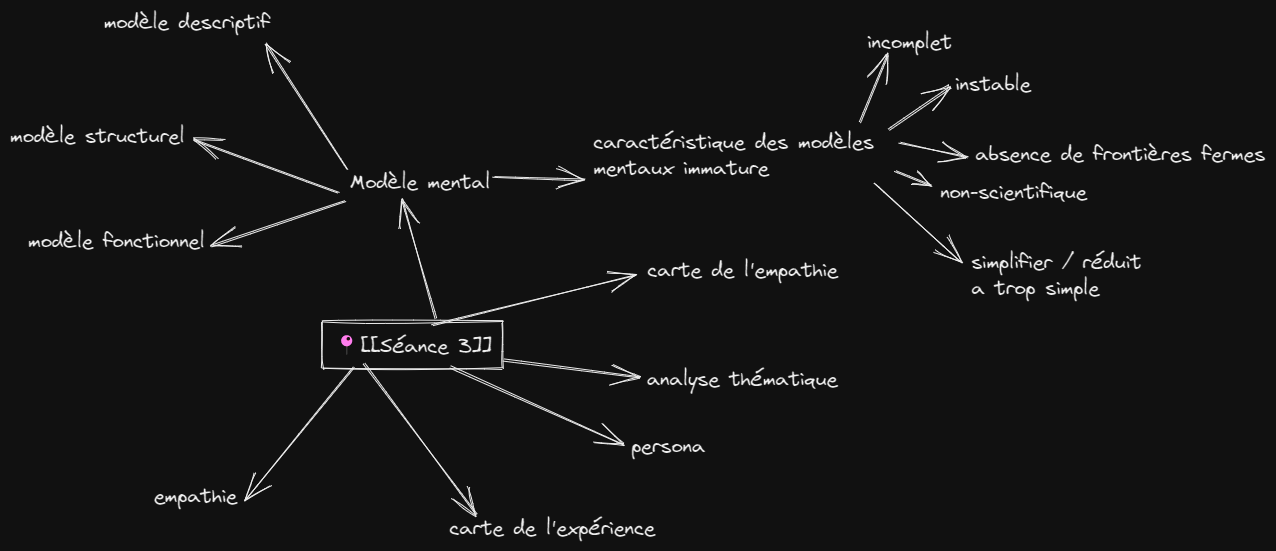 modèle descriptif
incomplet
instable
modèle structurel
caractéristique des modèles
mentaux immature
absence de frontières fermes
Modèle mental
non-scientifique
modèle fonctionnel
simplifier / réduit
a trop simple
carte de l'empathie
[[Séance 3]]
analyse thématique
persona
empathie
carte de l'expérience